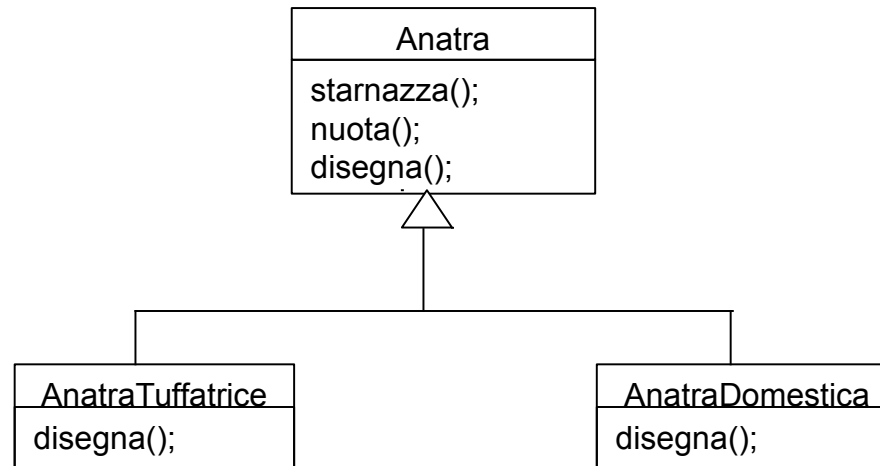 Anatra
starnazza();
nuota();
disegna();
AnatraTuffatrice
disegna();
AnatraDomestica
disegna();